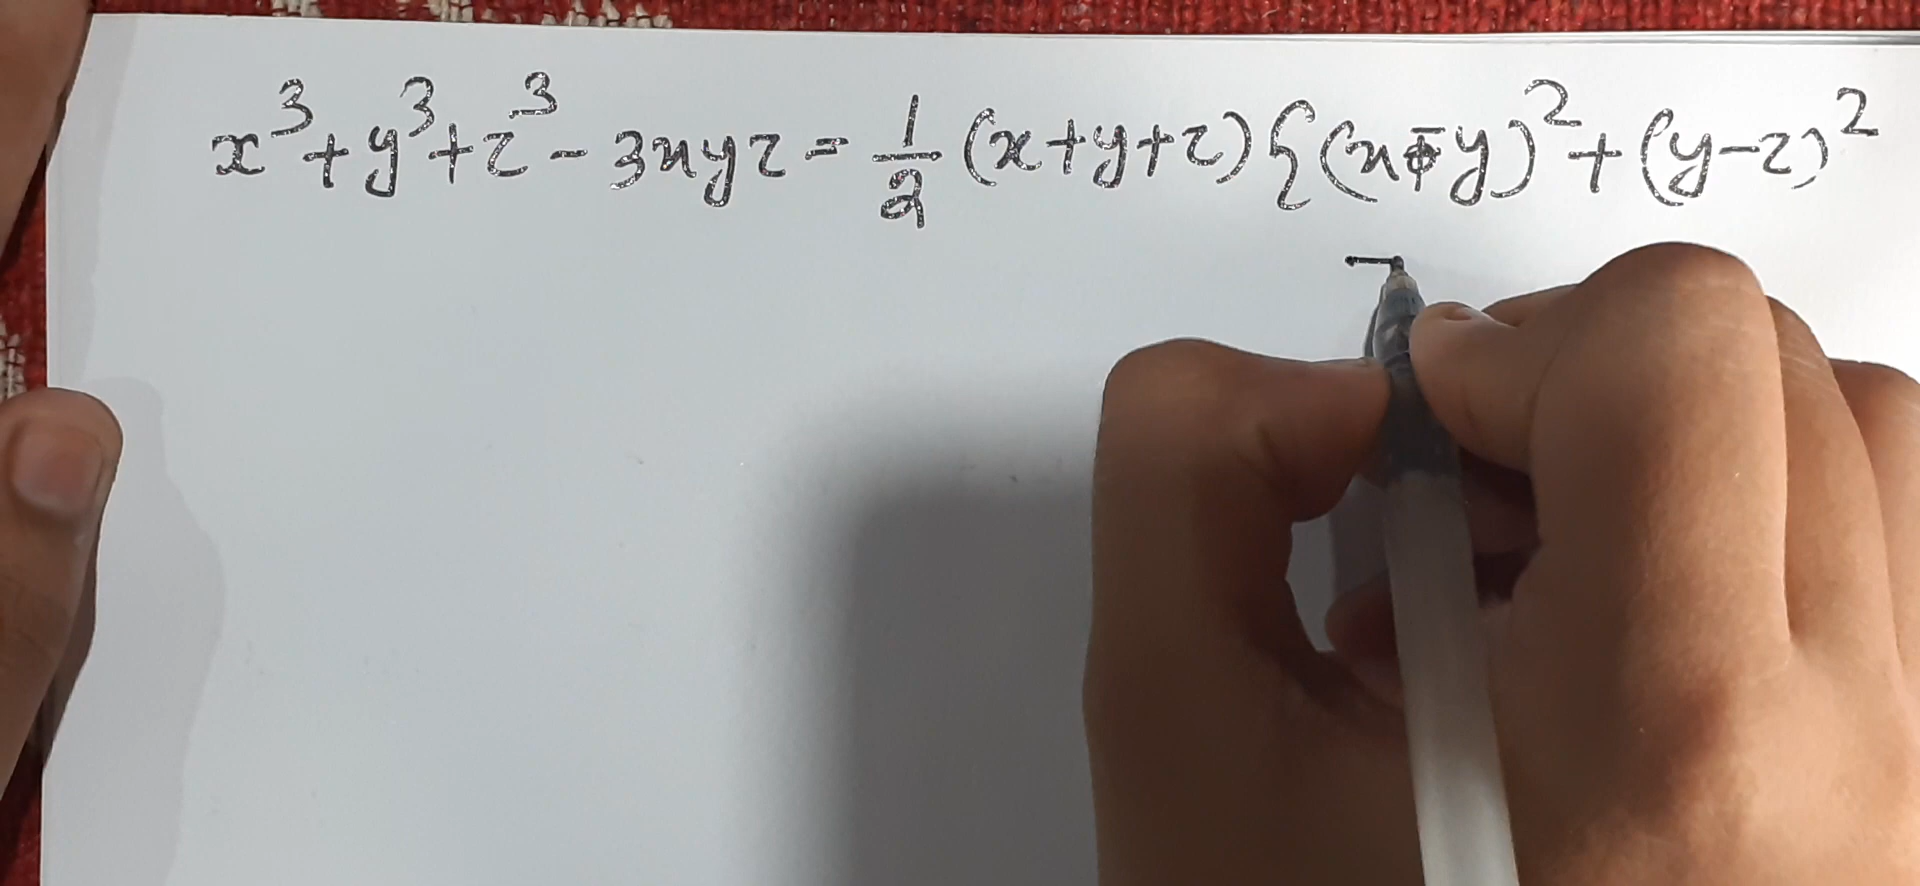 x³+y³+z³-3xyz = 1/2 (x+y+z){(x-y)²+(y-z)²